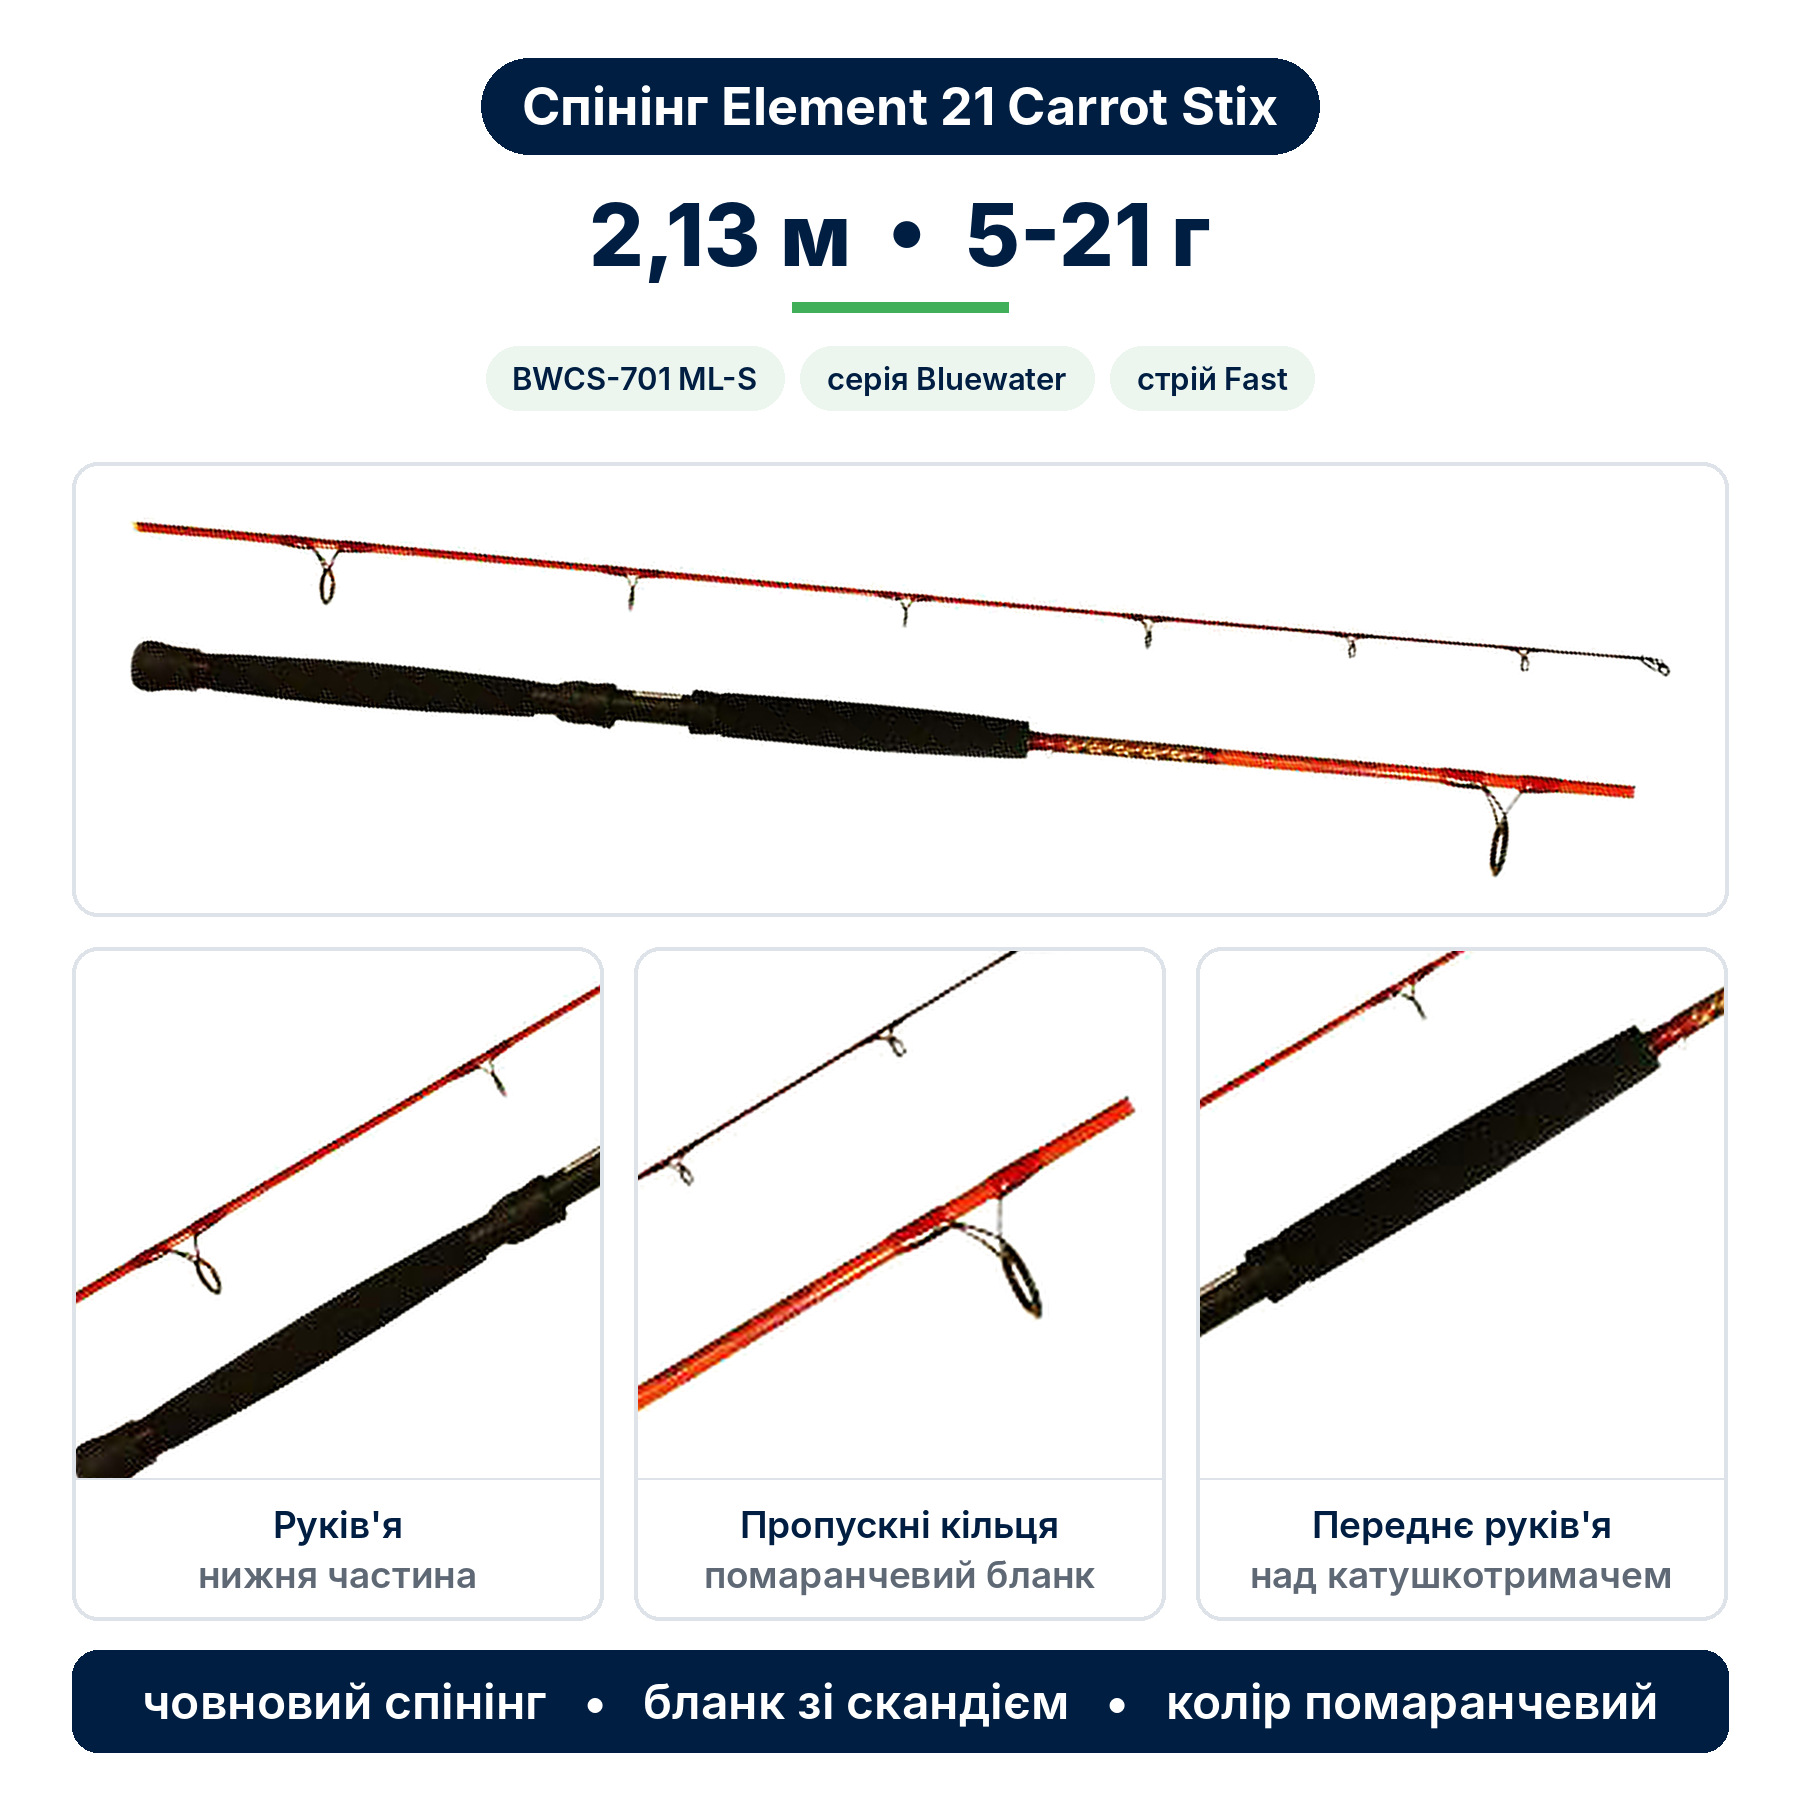 Спінінг Element 21 Carrot Stix
2,13 м • 5-21 г
BWCS-701 ML-S
серія Bluewater
стрій Fast
Руків'я
нижня частина
Пропускні кільця
помаранчевий бланк
Переднє руків'я
над катушкотримачем
човновий спінінг • бланк зі скандієм • колір помаранчевий